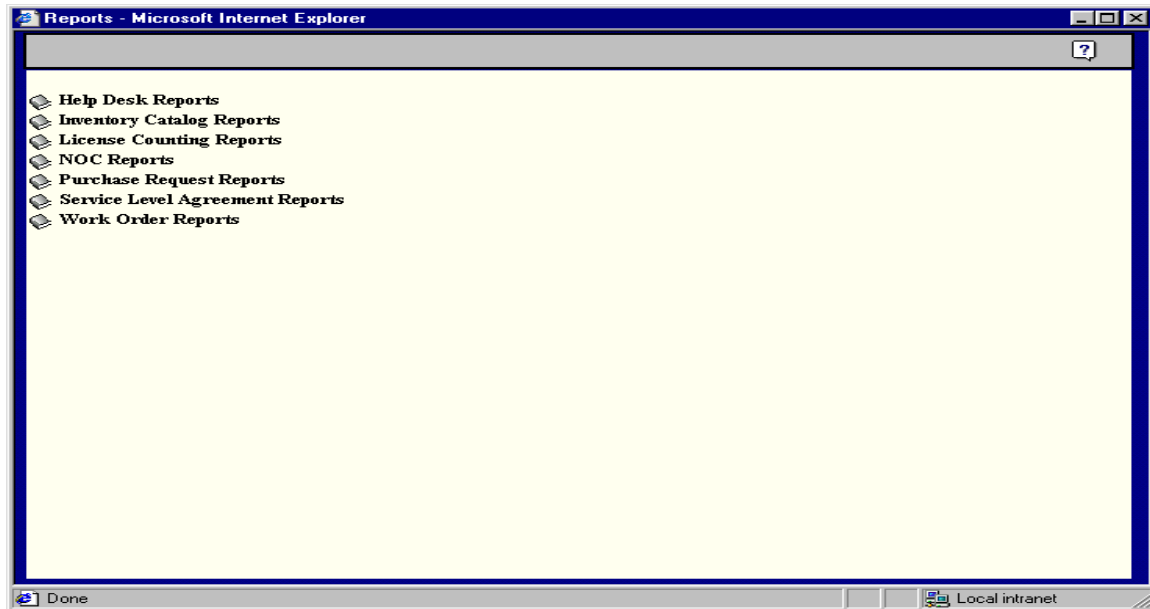 Reports - Microsoft Internet Explorer
?
Help Desk Reports
Inventory Catalog Reports
License Counting Reports
NOC Reports
Purchase Request Reports
Service Level Agreement Reports
Work Order Reports
Done Local intranet